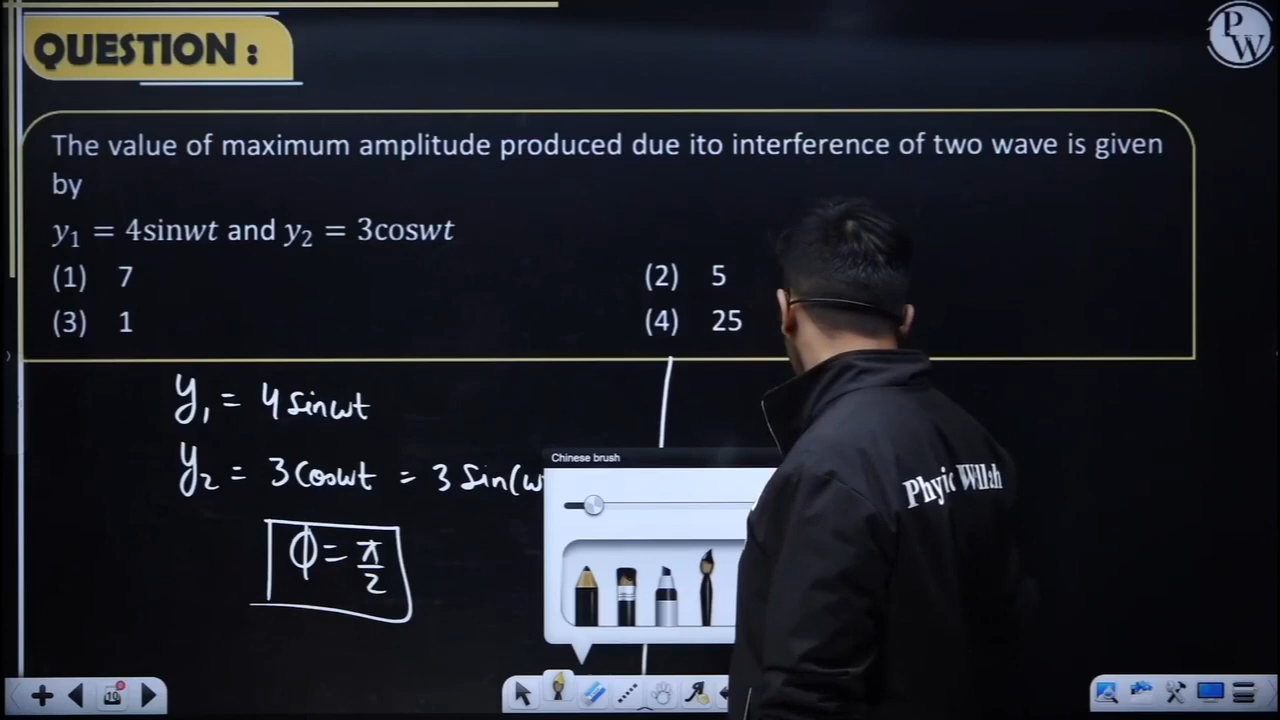 QUESTION :
PW
The value of maximum amplitude produced due ito interference of two wave is given
by
y₁ = 4sinwt and y₂ = 3coswt
(1) 7
(2) 5
(3) 1
(4) 25
y₁ = 4 sinωt
y₂ = 3 cosωt = 3 sin(ω
Chinese brush
ϕ = π/2
10